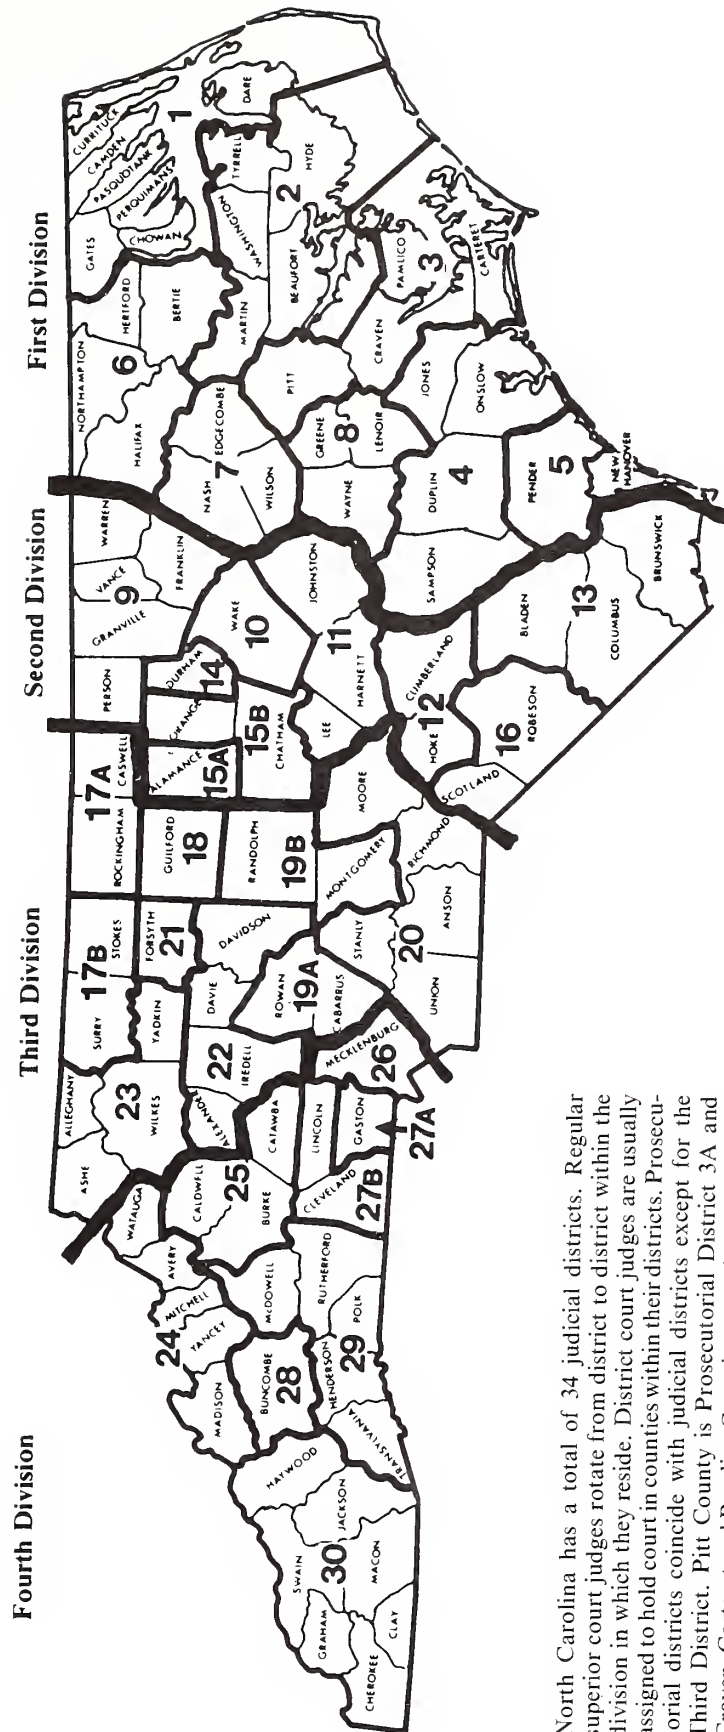 Fourth Division
Third Division
Second Division
First Division
CHEROKEE
GRAHAM
CLAY
SWAIN
30
MACON
JACKSON
HAYWOOD
TRANSYLVANIA
MADISON
24
YANCEY
MITCHELL
AVERY
WATAUGA
BUNCOMBE
28
HENDERSON
29
POLK
RUTHERFORD
McDOWELL
CALDWELL
25
BURKE
CATAWBA
CLEVELAND
27B
LINCOLN
GASTON
27A
ASHE
ALLEGHANY
23
WILKES
YADKIN
SURRY
17B
STOKES
FORSYTH
21
ALEXANDER
22
IREDELL
DAVIE
DAVIDSON
ROWAN
19A
CABARRUS
MECKLENBURG
26
UNION
STANLY
20
ANSON
MONTGOMERY
RICHMOND
MOORE
SCOTLAND
ROCKINGHAM
17A
CASWELL
GUILFORD
18
RANDOLPH
19B
ALAMANCE
15A
ORANGE
15B
CHATHAM
PERSON
DURHAM
14
GRANVILLE
9
VANCE
WARREN
FRANKLIN
WAKE
10
LEE
HARNETT
11
JOHNSTON
HOKE
12
CUMBERLAND
16
ROBESON
BLADEN
13
COLUMBUS
BRUNSWICK
HALIFAX
NORTHAMPTON
6
HERTFORD
BERTIE
NASH
7
EDGECOMBE
WILSON
WAYNE
GREENE
8
LENOIR
SAMPSON
DUPLIN
4
JONES
ONSLOW
PENDER
5
NEW
HANOVER
PITT
CRAVEN
PAMLICO
3
CARTERET
MARTIN
WASHINGTON
TYRRELL
BEAUFORT
2
HYDE
GATES
CHOWAN
PERQUIMANS
PASQUOTANK
CAMDEN
CURRITUCK
1
DARE
North Carolina has a total of 34 judicial districts. Regular
superior court judges rotate from district to district within the
division in which they reside. District court judges are usually
assigned to hold court in counties within their districts. Prosecu-
orial districts coincide with judicial districts except for the
Third District. Pitt County is Prosecutorial District 3A and